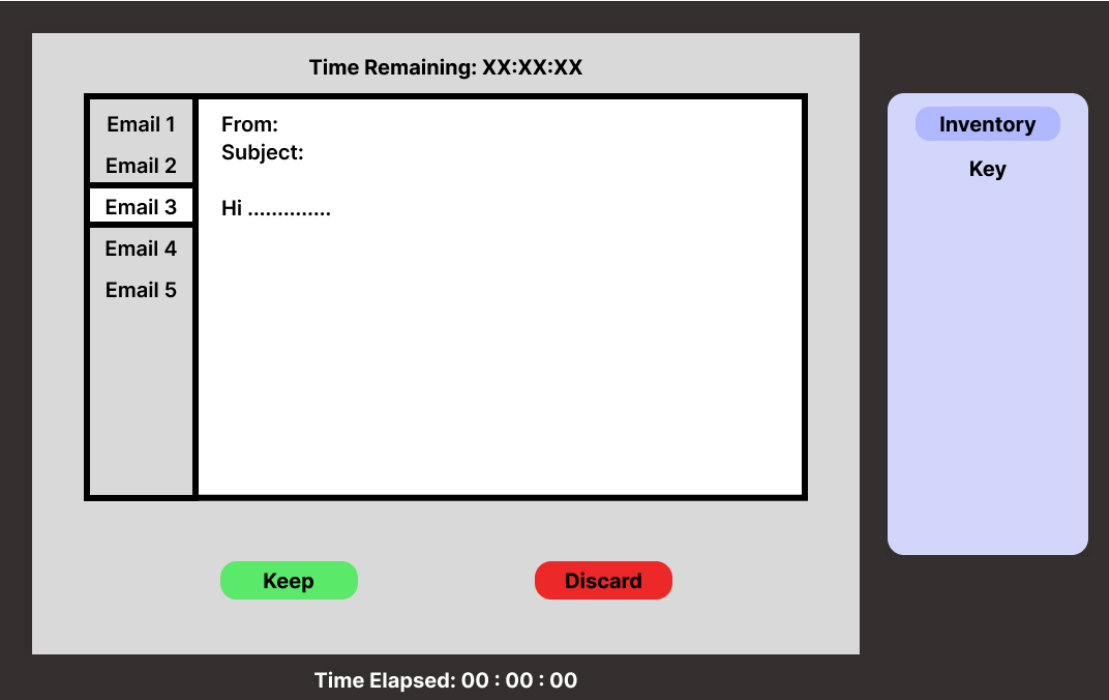 Time Remaining: XX:XX:XX
Email 1
Email 2
Email 3
Email 4
Email 5
From:
Subject:
Hi ..............
Keep
Discard
Inventory
Key
Time Elapsed: 00 : 00 : 00